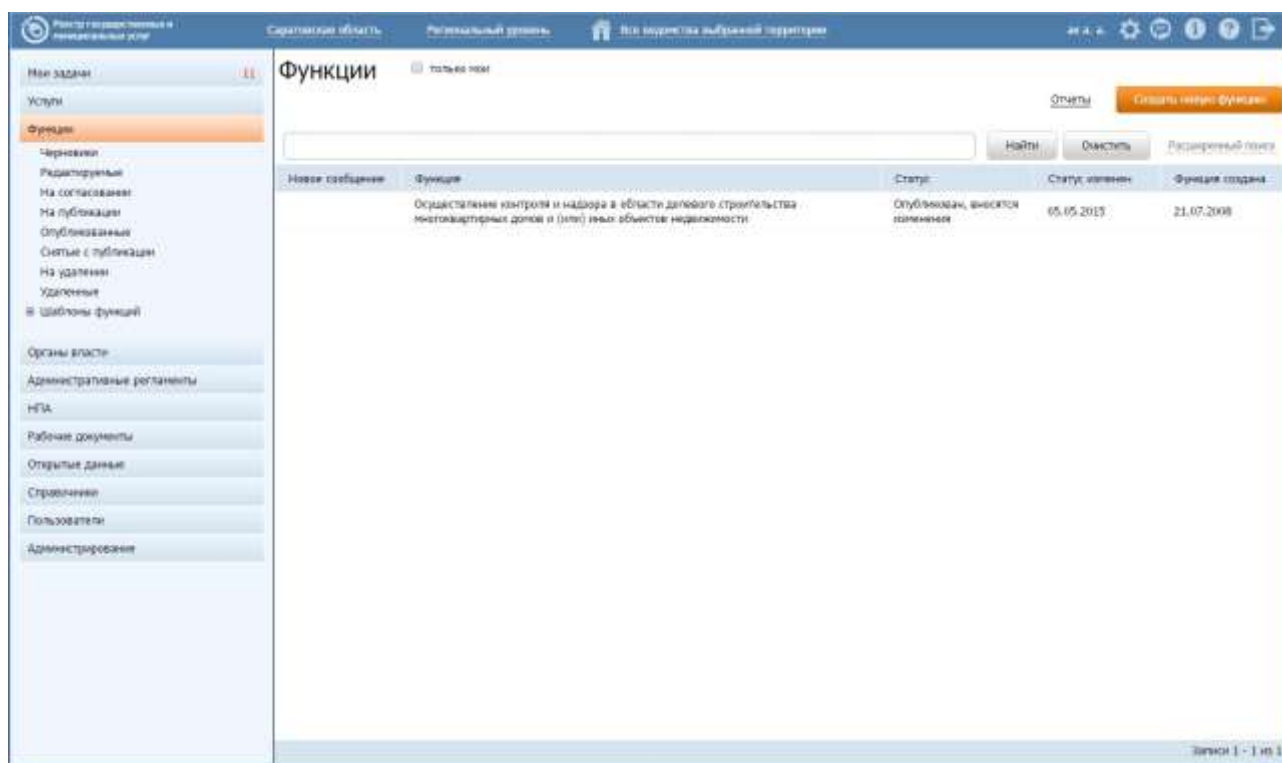 Реестр государственных и
муниципальных услуг
Саратовская область
Региональный уровень
Все ведомства выбранной территории
Мои задачи 11
Услуги
Функции
Черновики
Редактируемые
На согласовании
На публикации
Опубликованные
Снятые с публикации
На удалении
Удаленные
Шаблоны функций
Органы власти
Административные регламенты
НПА
Рабочие документы
Открытые данные
Справочники
Пользователи
Администрирование
Функции
только мои
Отчеты
Создать новую функцию
Найти
Очистить
Расширенный поиск
Новое сообщение Функция Статус Статус изменен Функция создана
Осуществление контроля и надзора в области долевого строительства
многоквартирных домов и (или) иных объектов недвижимости
Опубликован, вносятся
изменения
05.05.2015
21.07.2008
Записи 1 - 1 из 1